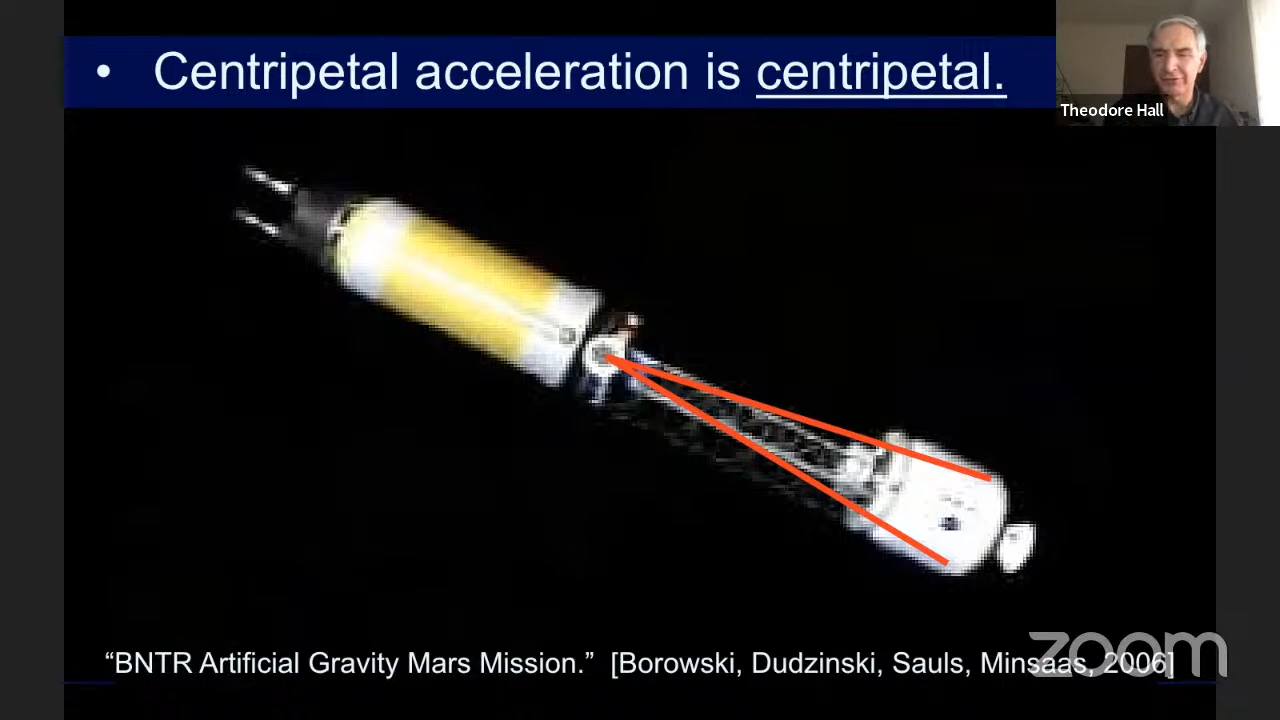 • Centripetal acceleration is centripetal.
Theodore Hall
“BNTR Artificial Gravity Mars Mission.” [Borowski, Dudzinski, Sauls, Minsaas, 2006]
zoom